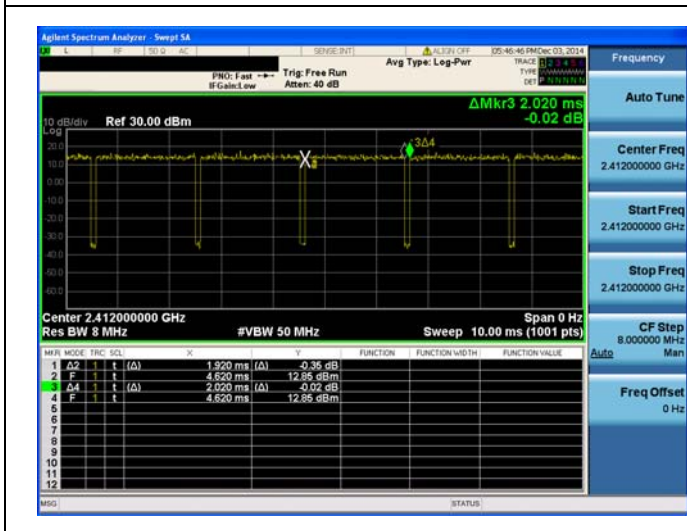 Agilent Spectrum Analyzer - Swept SA
L RF 50 Ω AC SENSE:INT ALIGN OFF 05:46:46 PM Dec 03, 2014
Frequency
Avg Type: Log-Pwr
TRACE 1 2 3 4 5 6
TYPE
DET P N N N N N
PNO: Fast Trig: Free Run
IFGain:Low Atten: 40 dB
Auto Tune
ΔMkr3 2.020 ms
-0.02 dB
10 dB/div Ref 30.00 dBm
Log
20.0
10.0
0.00
-10.0
-20.0
-30.0
-40.0
-50.0
-60.0
3Δ4
Center Freq
2.412000000 GHz
Start Freq
2.412000000 GHz
Stop Freq
2.412000000 GHz
Center 2.412000000 GHz Span 0 Hz
Res BW 8 MHz #VBW 50 MHz Sweep 10.00 ms (1001 pts)
CF Step
8.000000 MHz
Auto Man
MKR MODE TRC SCL X Y FUNCTION FUNCTION WIDTH FUNCTION VALUE
1 Δ2 1 t (Δ) 1.920 ms (Δ) -0.35 dB
2 F 1 t 4.620 ms 12.85 dBm
3 Δ4 1 t (Δ) 2.020 ms (Δ) -0.02 dB
4 F 1 t 4.620 ms 12.85 dBm
5
6
7
8
9
10
11
12
Freq Offset
0 Hz
MSG STATUS